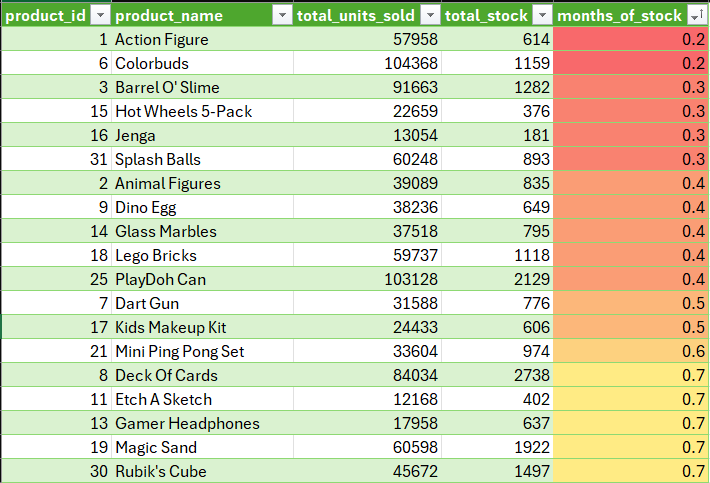 product_id product_name total_units_sold total_stock months_of_stock
1 Action Figure 57958 614 0.2
6 Colorbuds 104368 1159 0.2
3 Barrel O' Slime 91663 1282 0.3
15 Hot Wheels 5-Pack 22659 376 0.3
16 Jenga 13054 181 0.3
31 Splash Balls 60248 893 0.3
2 Animal Figures 39089 835 0.4
9 Dino Egg 38236 649 0.4
14 Glass Marbles 37518 795 0.4
18 Lego Bricks 59737 1118 0.4
25 PlayDoh Can 103128 2129 0.4
7 Dart Gun 31588 776 0.5
17 Kids Makeup Kit 24433 606 0.5
21 Mini Ping Pong Set 33604 974 0.6
8 Deck Of Cards 84034 2738 0.7
11 Etch A Sketch 12168 402 0.7
13 Gamer Headphones 17958 637 0.7
19 Magic Sand 60598 1922 0.7
30 Rubik's Cube 45672 1497 0.7